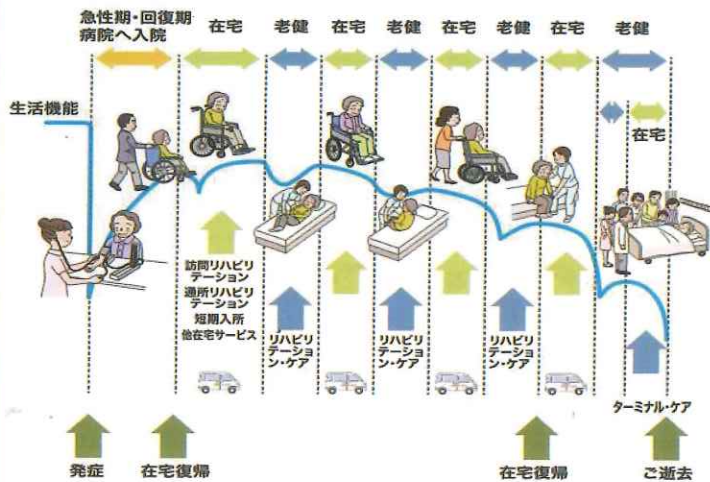 急性期・回復期
病院へ入院
在宅
老健
在宅
老健
在宅
老健
在宅
老健
生活機能
在宅
訪問リハビリ
テーション
通所リハビリ
テーション
短期入所
他在宅サービス
リハビリ
テーショ
ン・ケア
リハビリ
テーショ
ン・ケア
リハビリ
テーショ
ン・ケア
ターミナル・ケア
発症
在宅復帰
在宅復帰
ご逝去